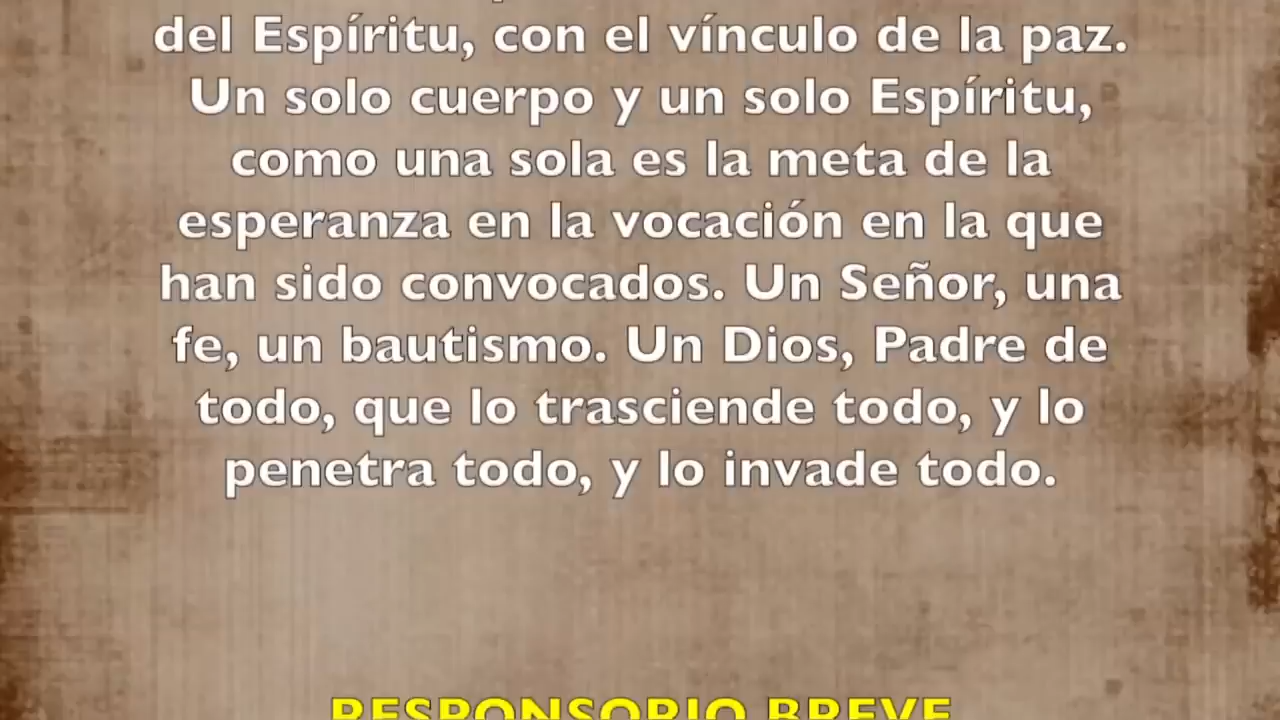 del Espíritu, con el vínculo de la paz.
Un solo cuerpo y un solo Espíritu,
como una sola es la meta de la
esperanza en la vocación en la que
han sido convocados. Un Señor, una
fe, un bautismo. Un Dios, Padre de
todo, que lo trasciende todo, y lo
penetra todo, y lo invade todo.
RESPONSORIO BREVE